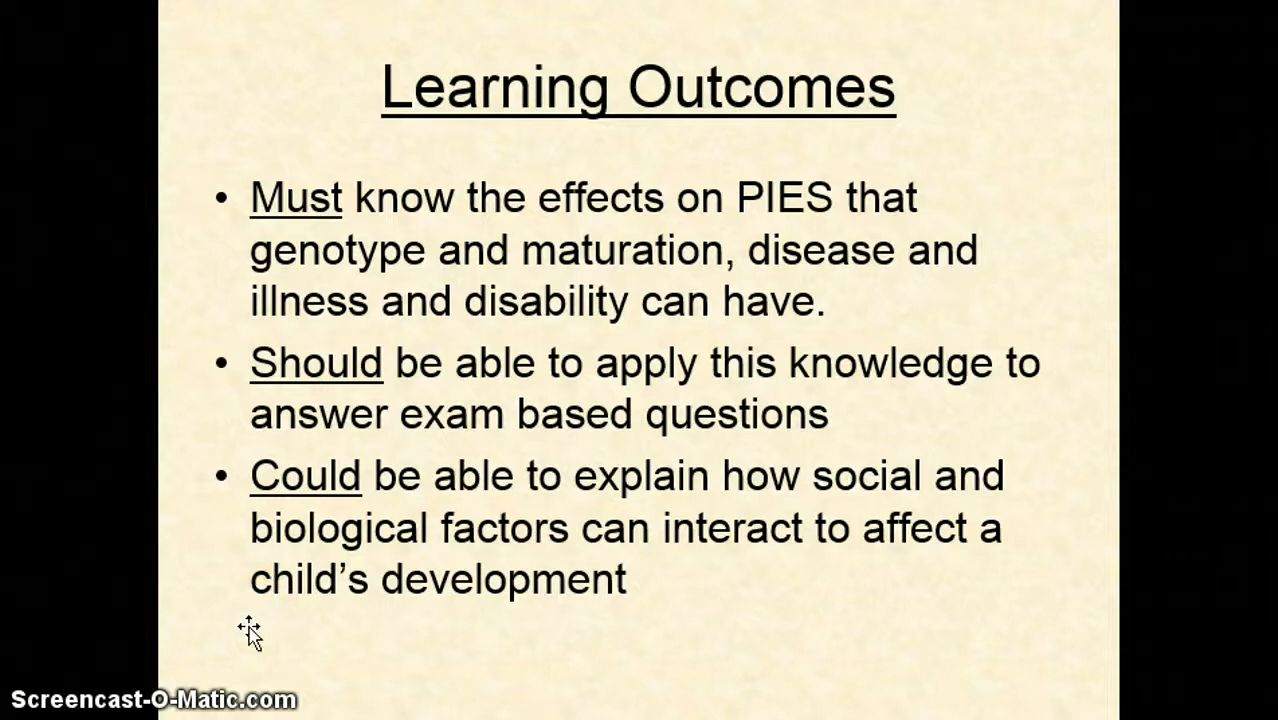 Learning Outcomes
• Must know the effects on PIES that
genotype and maturation, disease and
illness and disability can have.
• Should be able to apply this knowledge to
answer exam based questions
• Could be able to explain how social and
biological factors can interact to affect a
child’s development
Screencast-O-Matic.com